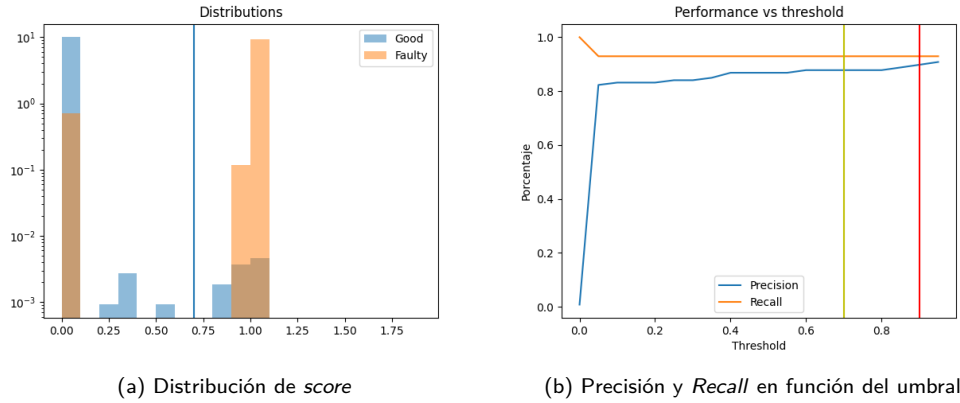 Distributions
10¹
10⁰
10⁻¹
10⁻²
10⁻³
0.00 0.25 0.50 0.75 1.00 1.25 1.50 1.75
Good
Faulty
(a) Distribución de score
Performance vs threshold
Porcentaje
1.0
0.8
0.6
0.4
0.2
0.0
0.0 0.2 0.4 0.6 0.8
Threshold
Precision
Recall
(b) Precisión y Recall en función del umbral